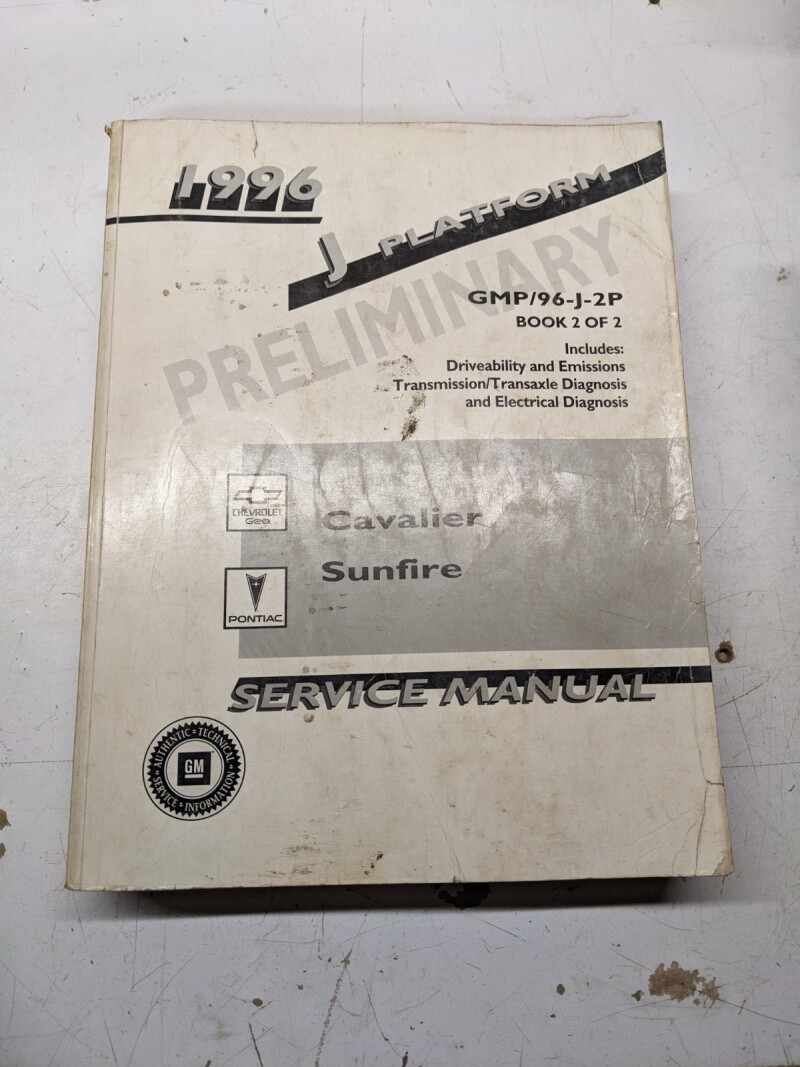 1996
J PLATFORM
PRELIMINARY
GMP/96-J-2P
BOOK 2 OF 2
Includes:
Driveability and Emissions
Transmission/Transaxle Diagnosis
and Electrical Diagnosis
CHEVROLET
Geo
Cavalier
Sunfire
PONTIAC
SERVICE MANUAL
AUTHENTIC TECHNICAL
GM
SERVICE INFORMATION